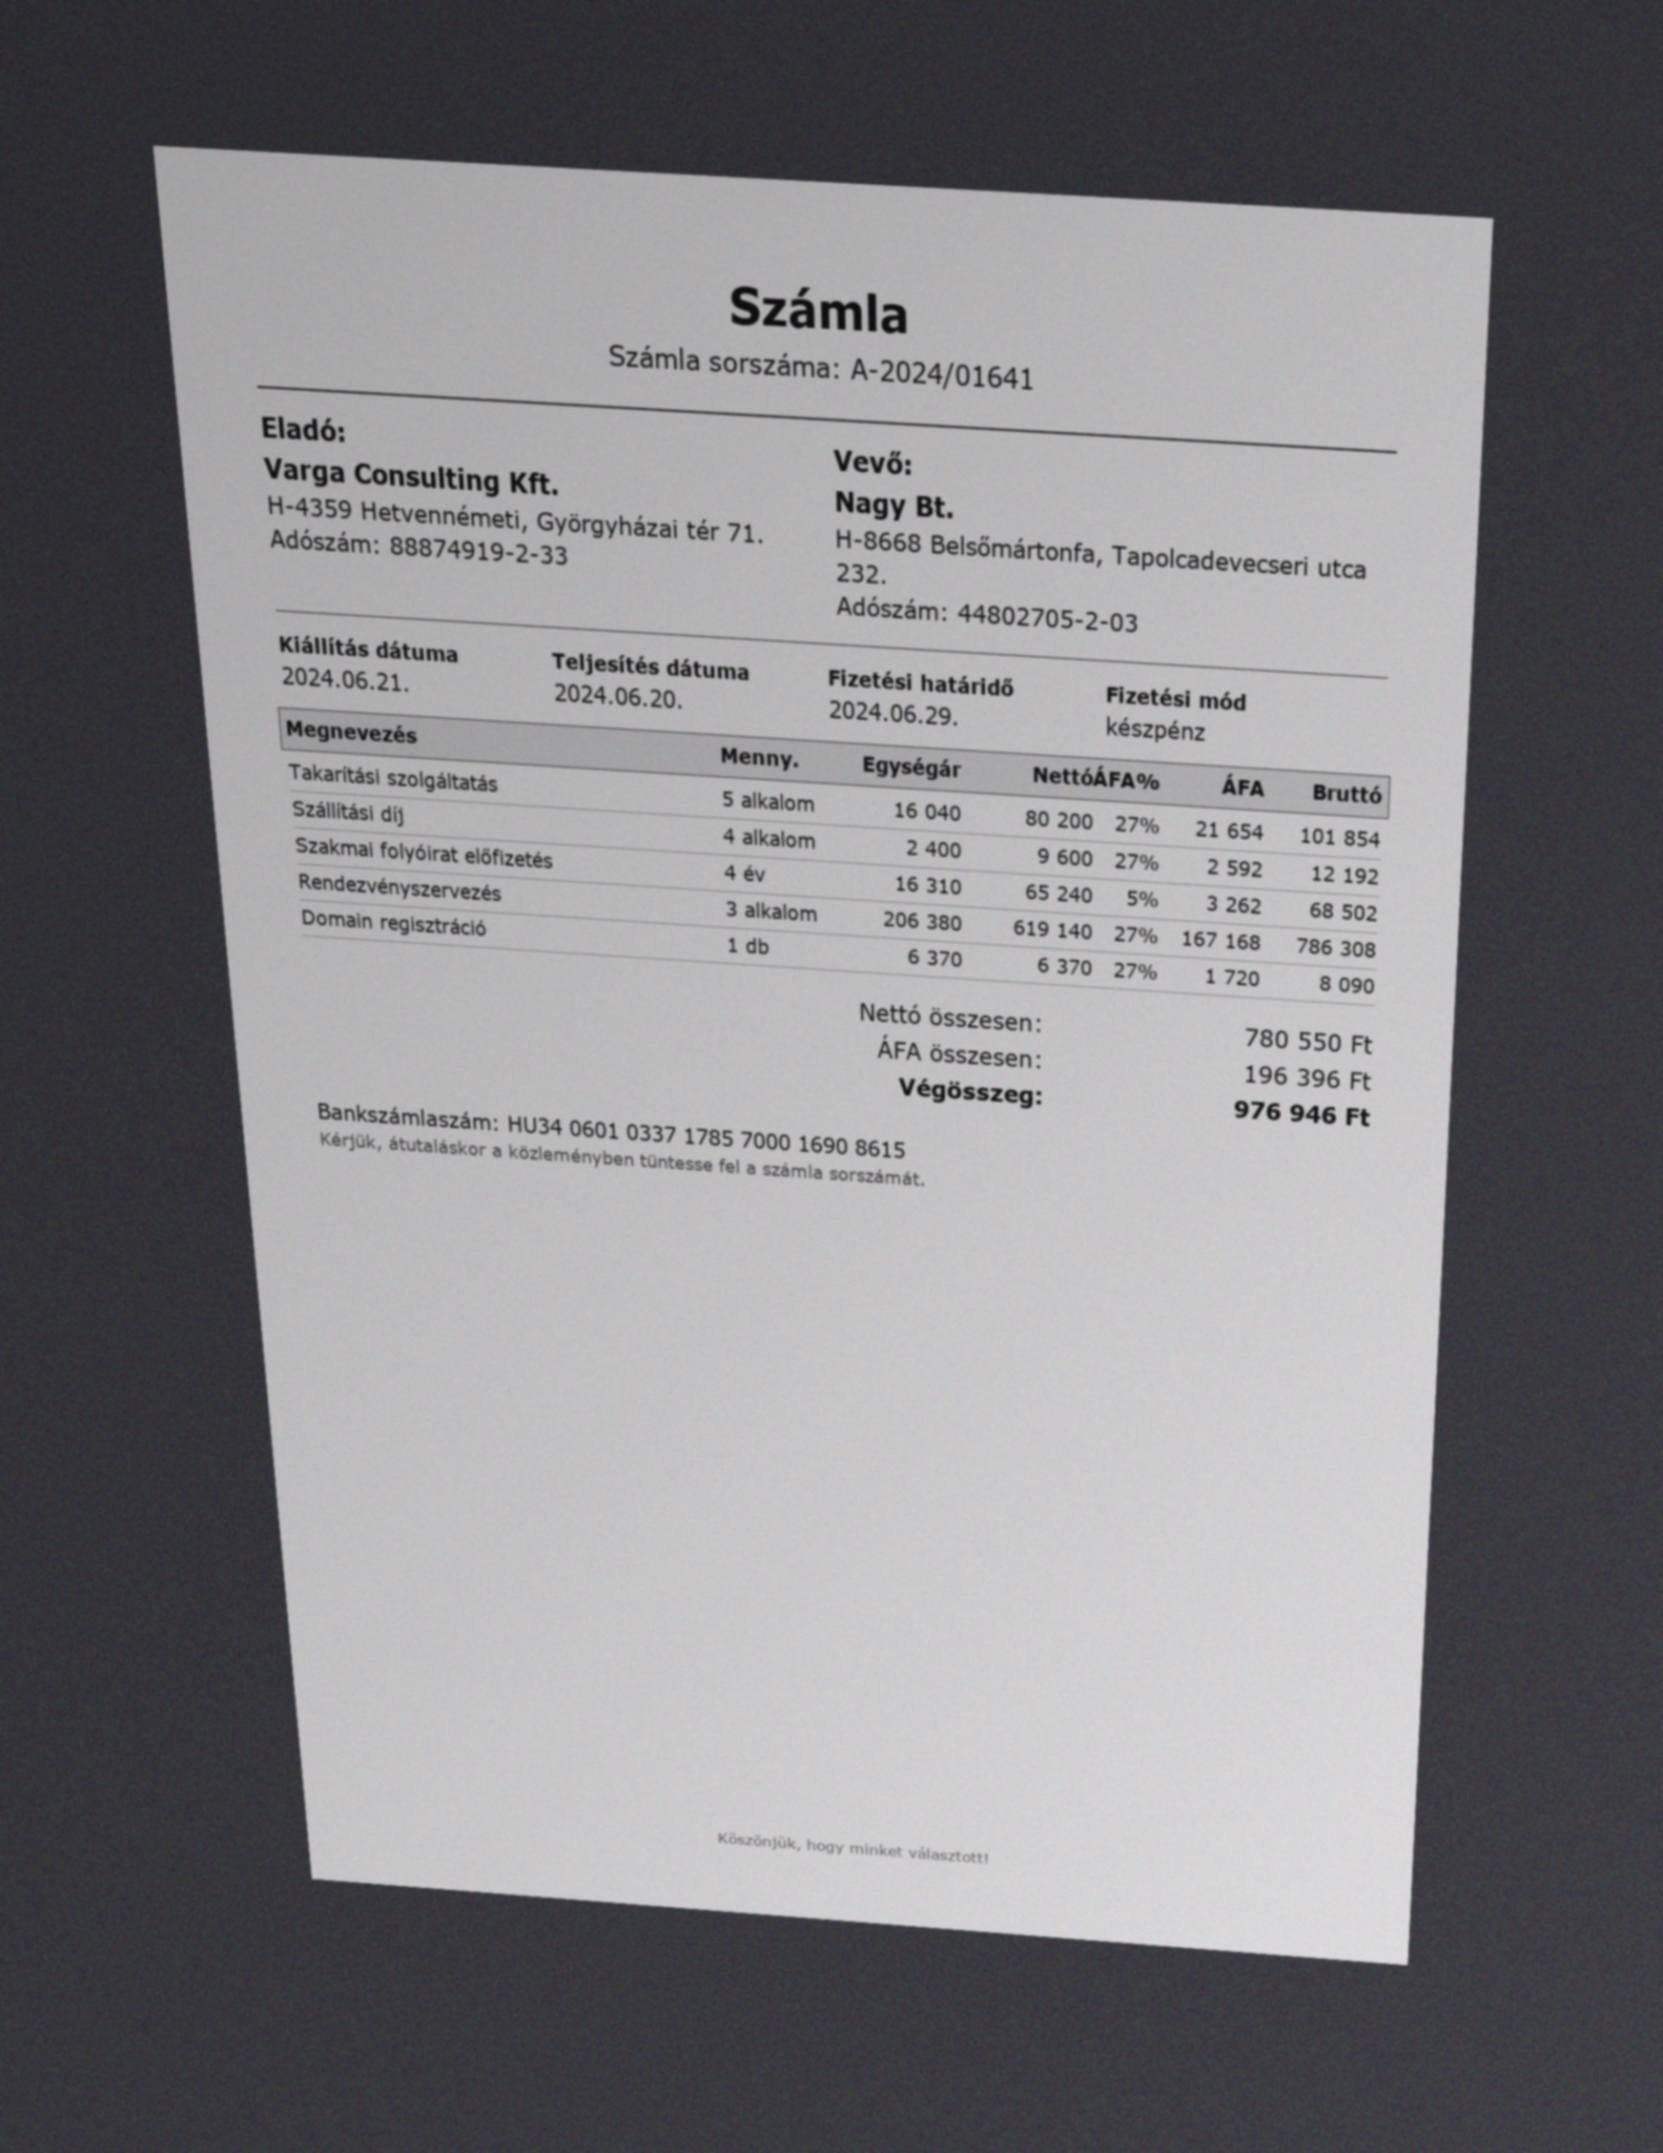 Számla
Számla sorszáma: A-2024/01641
Eladó:
Varga Consulting Kft.
H-4359 Hetvennémeti, Györgyházai tér 71.
Adószám: 88874919-2-33
Vevő:
Nagy Bt.
H-8668 Belsőmártonfa, Tapolcadevecseri utca
232.
Adószám: 44802705-2-03
Kiállítás dátuma Teljesítés dátuma Fizetési határidő Fizetési mód
2024.06.21. 2024.06.20. 2024.06.29. készpénz
Megnevezés Menny. Egységár Nettó ÁFA% ÁFA Bruttó
Takarítási szolgáltatás 5 alkalom 16 040 80 200 27% 21 654 101 854
Szállítási díj 4 alkalom 2 400 9 600 27% 2 592 12 192
Szakmai folyóirat előfizetés 4 év 16 310 65 240 5% 3 262 68 502
Rendezvényszervezés 3 alkalom 206 380 619 140 27% 167 168 786 308
Domain regisztráció 1 db 6 370 6 370 27% 1 720 8 090
Nettó összesen: 780 550 Ft
ÁFA összesen: 196 396 Ft
Végösszeg: 976 946 Ft
Bankszámlaszám: HU34 0601 0337 1785 7000 1690 8615
Kérjük, átutaláskor a közleményben tüntesse fel a számla sorszámát.
Köszönjük, hogy minket választott!